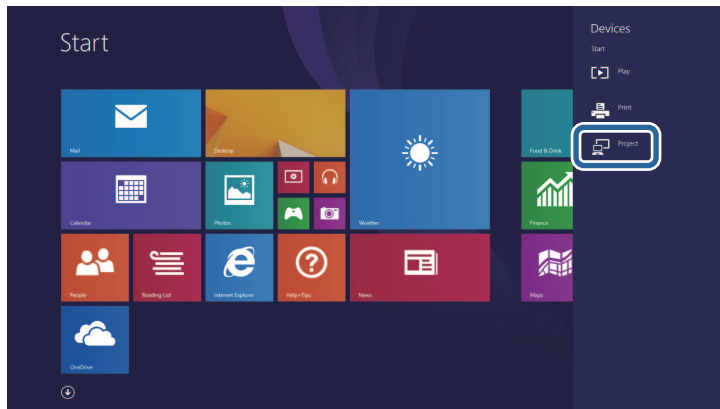 Start
Mail
Desktop
Weather
Food & Drink
Calendar
Photos
Finance
People
Reading List
Internet Explorer
Help+Tips
News
Maps
OneDrive
Devices
Start
Play
Print
Project